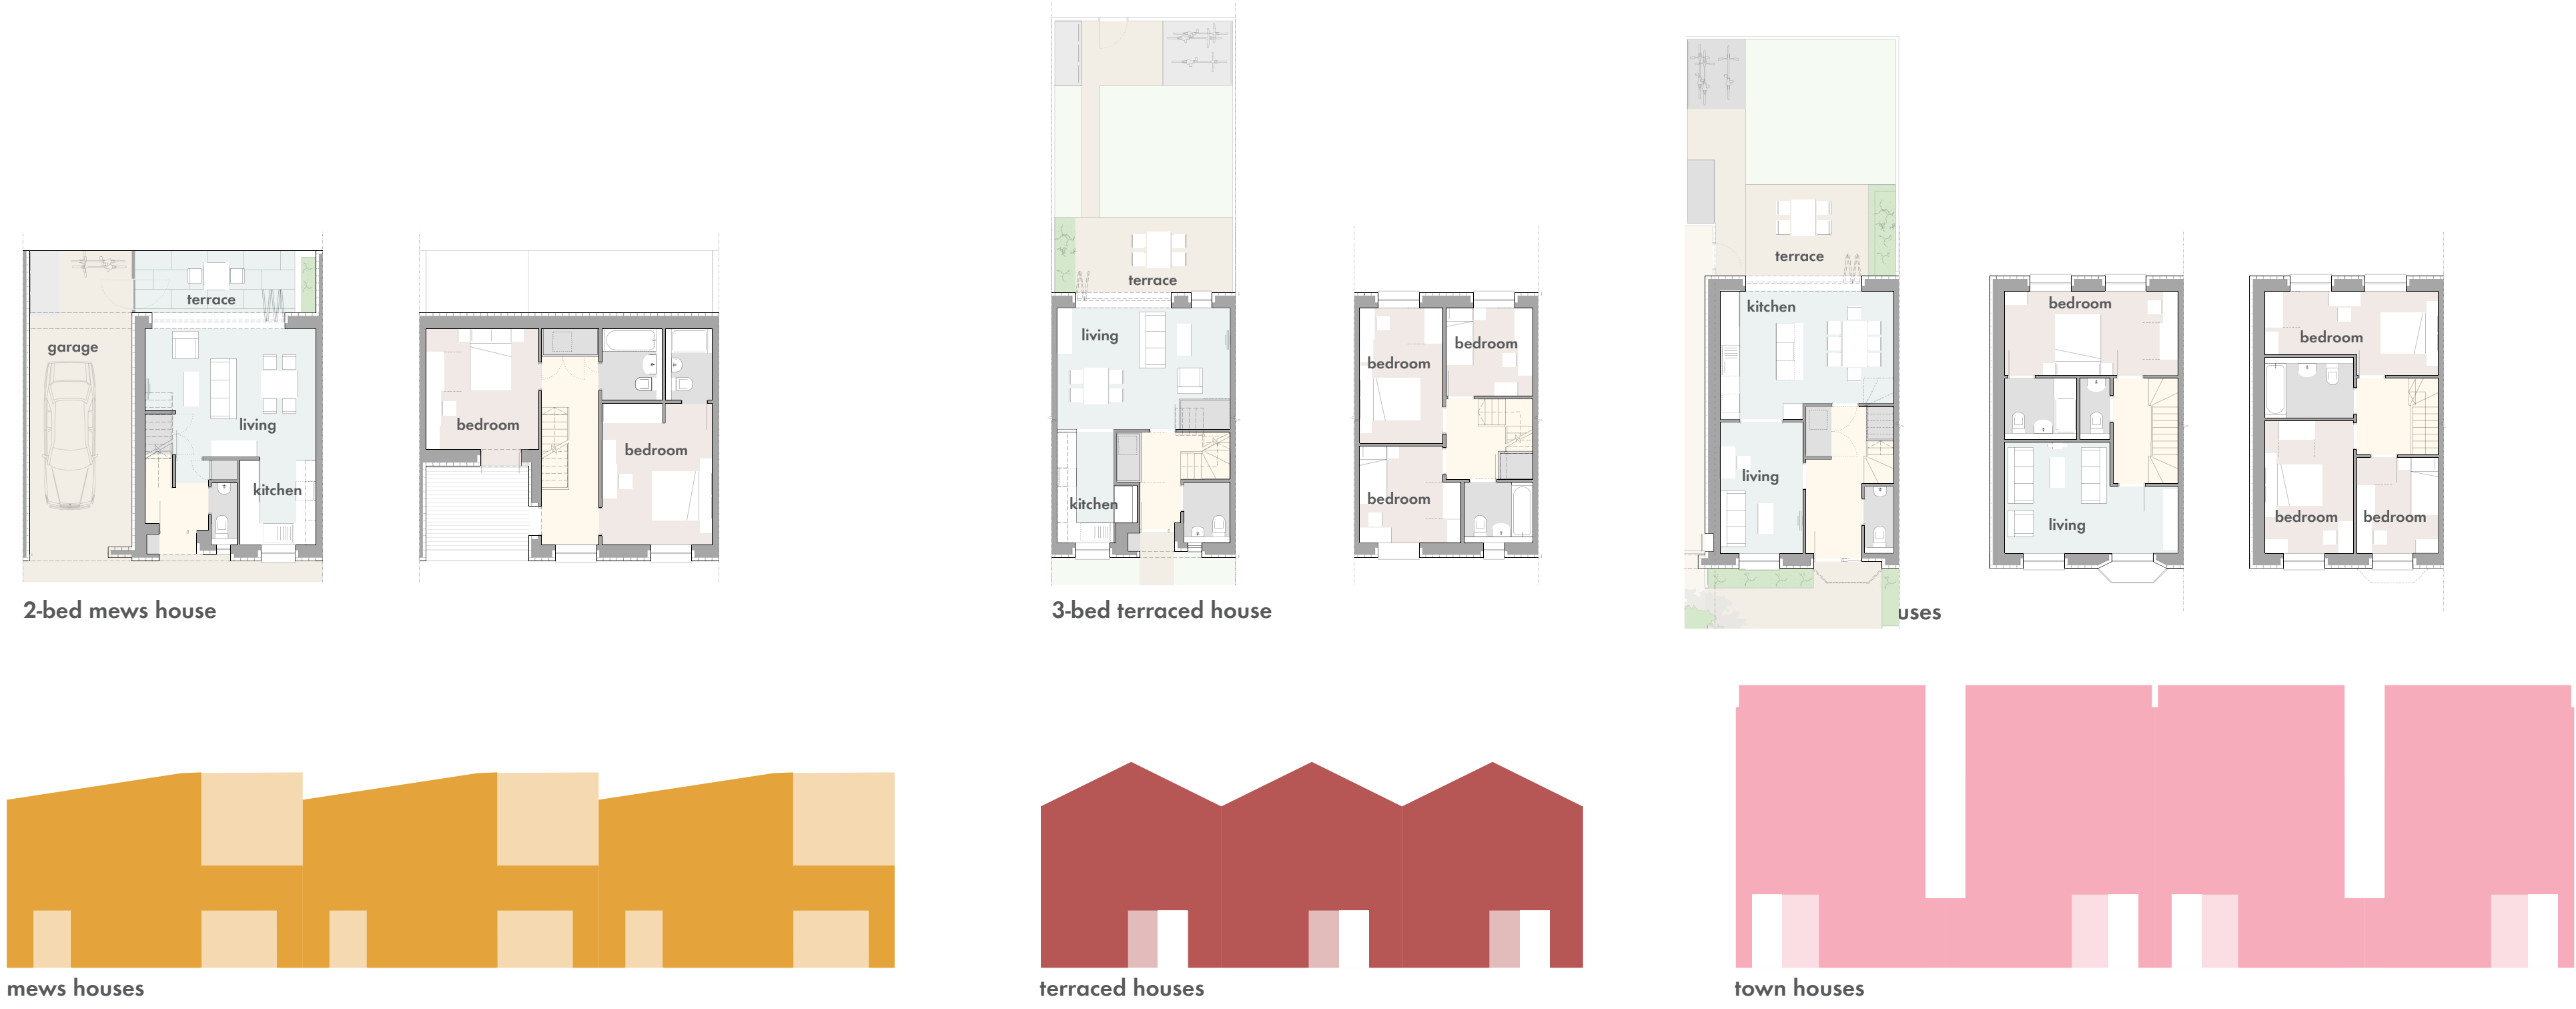 terrace
garage
living
kitchen
bedroom
bedroom
2-bed mews house
terrace
living
kitchen
bedroom
bedroom
bedroom
3-bed terraced house
terrace
kitchen
living
bedroom
living
bedroom
bedroom
bedroom
uses
mews houses
terraced houses
town houses